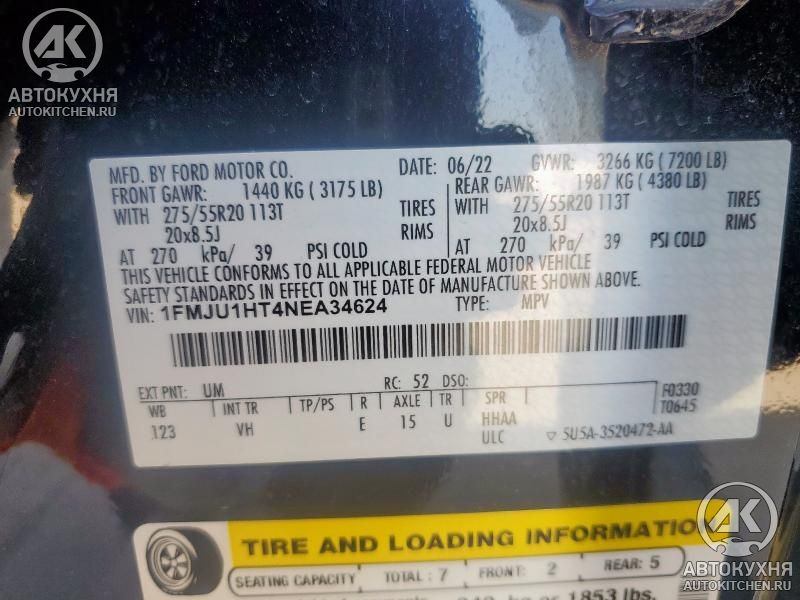 AK
АВТОКУХНЯ
AUTOKITCHEN.RU
MFD. BY FORD MOTOR CO. DATE: 06/22 GVWR: 3266 KG ( 7200 LB)
FRONT GAWR: 1440 KG ( 3175 LB) REAR GAWR: 1987 KG ( 4380 LB)
WITH 275/55R20 113T TIRES WITH 275/55R20 113T TIRES
20x8.5J RIMS 20x8.5J RIMS
AT 270 kPa/ 39 PSI COLD AT 270 kPa/ 39 PSI COLD
THIS VEHICLE CONFORMS TO ALL APPLICABLE FEDERAL MOTOR VEHICLE
SAFETY STANDARDS IN EFFECT ON THE DATE OF MANUFACTURE SHOWN ABOVE.
VIN: 1FMJU1HT4NEA34624 TYPE: MPV
EXT PNT: UM RC: 52 DSO: F0330
WB INT TR TP/PS R AXLE TR SPR T0645
123 VH E 15 U HHAA
ULC 5U5A-3520472-AA
TIRE AND LOADING INFORMATION
SEATING CAPACITY TOTAL : 7 FRONT: 2 REAR: 5
or 1853 lbs.
AK
АВТОКУХНЯ
AUTOKITCHEN.RU